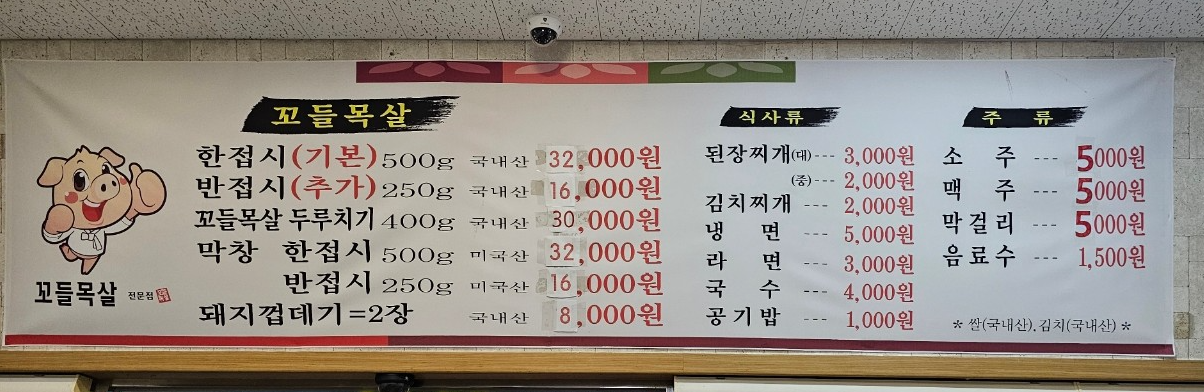 꼬들목살
한접시(기본) 500g 국내산 32,000원
반접시(추가) 250g 국내산 16,000원
꼬들목살 두루치기 400g 국내산 30,000원
막창 한접시 500g 미국산 32,000원
반접시 250g 미국산 16,000원
돼지껍데기=2장 국내산 8,000원
식사류
된장찌개(대)--- 3,000원
(중)--- 2,000원
김치찌개 --- 2,000원
냉 면 --- 5,000원
라 면 --- 3,000원
국 수 --- 4,000원
공기밥 --- 1,000원
주 류
소 주 --- 5000원
맥 주 --- 5000원
막걸리 --- 5000원
음료수 --- 1,500원
* 쌀(국내산), 김치(국내산) *
꼬들목살 전문점